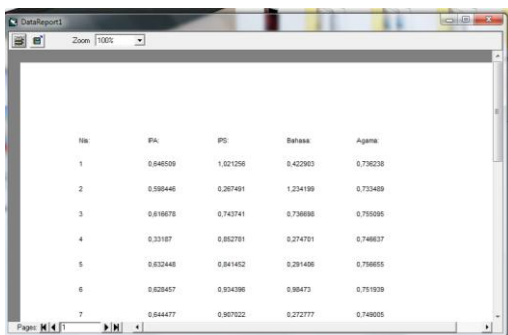 DataReport1
Zoom 100%
Nis: IPA: IPS: Bahasa: Agama:
1 0,646509 1,021256 0,422903 0,736238
2 0,598446 0,267491 1,234199 0,733489
3 0,616678 0,743741 0,736698 0,755095
4 0,33187 0,852781 0,274701 0,746637
5 0,632448 0,841452 0,291406 0,756655
6 0,628457 0,934396 0,98473 0,751939
7 0,644477 0,907022 0,272777 0,749005
Pages: 1